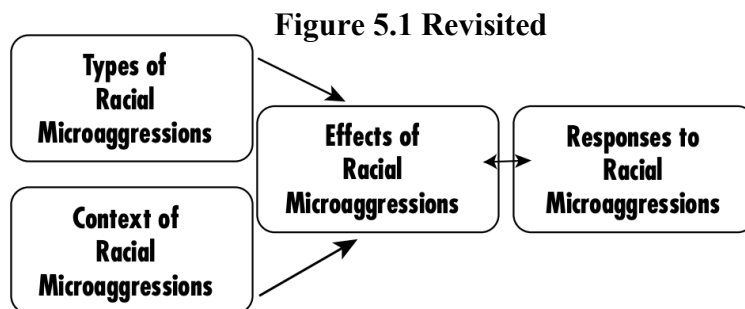 Figure 5.1 Revisited
Types of
Racial
Microaggressions
Effects of
Racial
Microaggressions
Responses to
Racial
Microaggressions
Context of
Racial
Microaggressions